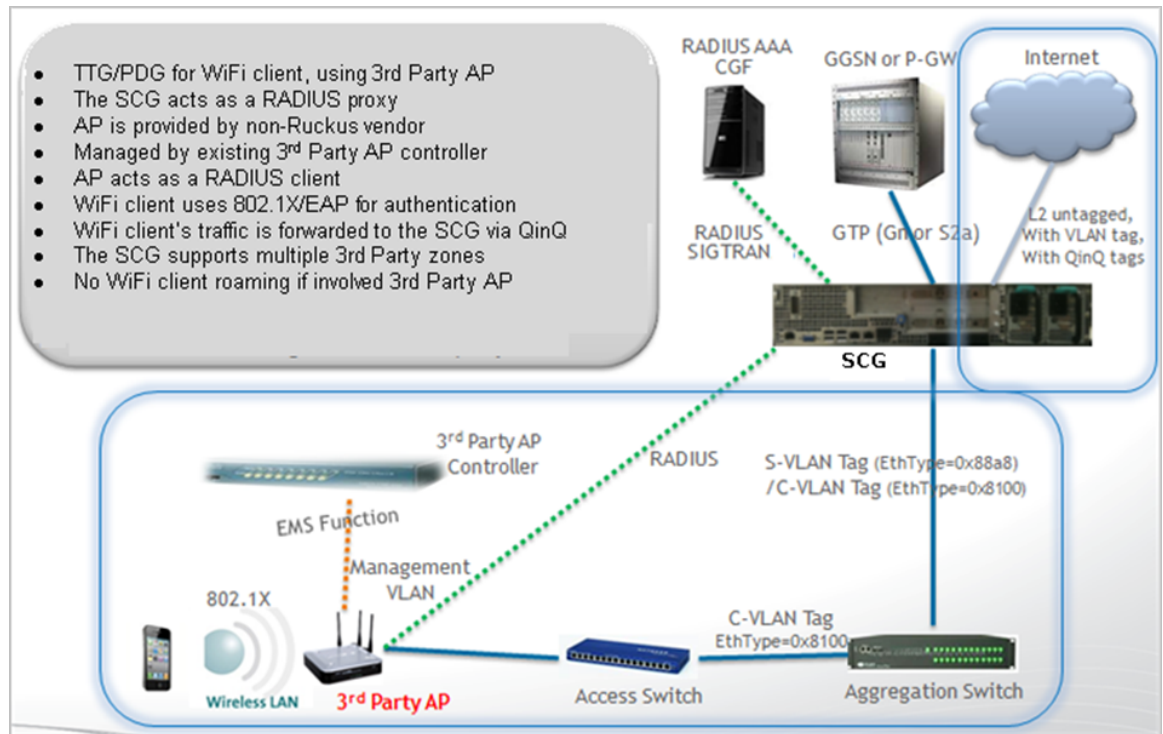 TTG/PDG for WiFi client, using 3rd Party AP
The SCG acts as a RADIUS proxy
AP is provided by non-Ruckus vendor
Managed by existing 3rd Party AP controller
AP acts as a RADIUS client
WiFi client uses 802.1X/EAP for authentication
WiFi client's traffic is forwarded to the SCG via QinQ
The SCG supports multiple 3rd Party zones
No WiFi client roaming if involved 3rd Party AP
RADIUS AAA
CGF
GGSN or P-GW
Internet
RADIUS
SIGTRAN
GTP (Gn or S2a)
L2 untagged,
With VLAN tag,
With QinQ tags
SCG
3rd Party AP
Controller
RADIUS
S-VLAN Tag (EthType=0x88a8)
/C-VLAN Tag (EthType=0x8100)
EMS Function
Management
VLAN
802.1X
C-VLAN Tag
EthType=0x8100
Wireless LAN
3rd Party AP
Access Switch
Aggregation Switch